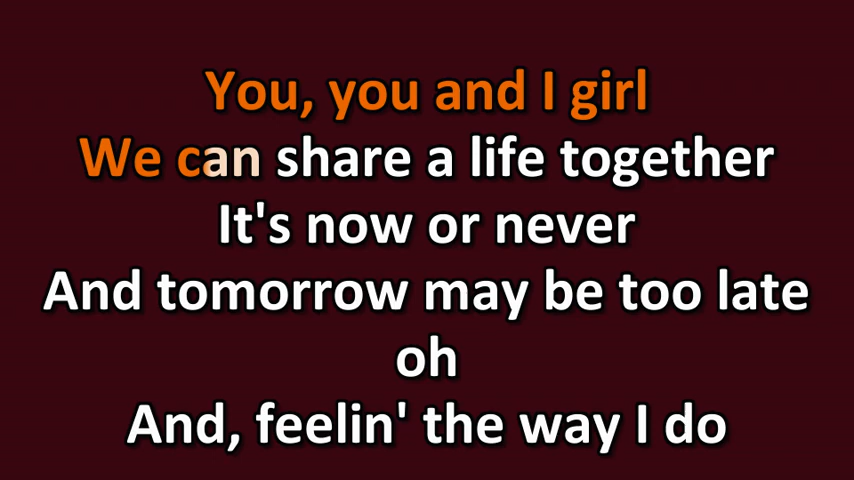 You, you and I girl
We can share a life together
It's now or never
And tomorrow may be too late
oh
And, feelin' the way I do